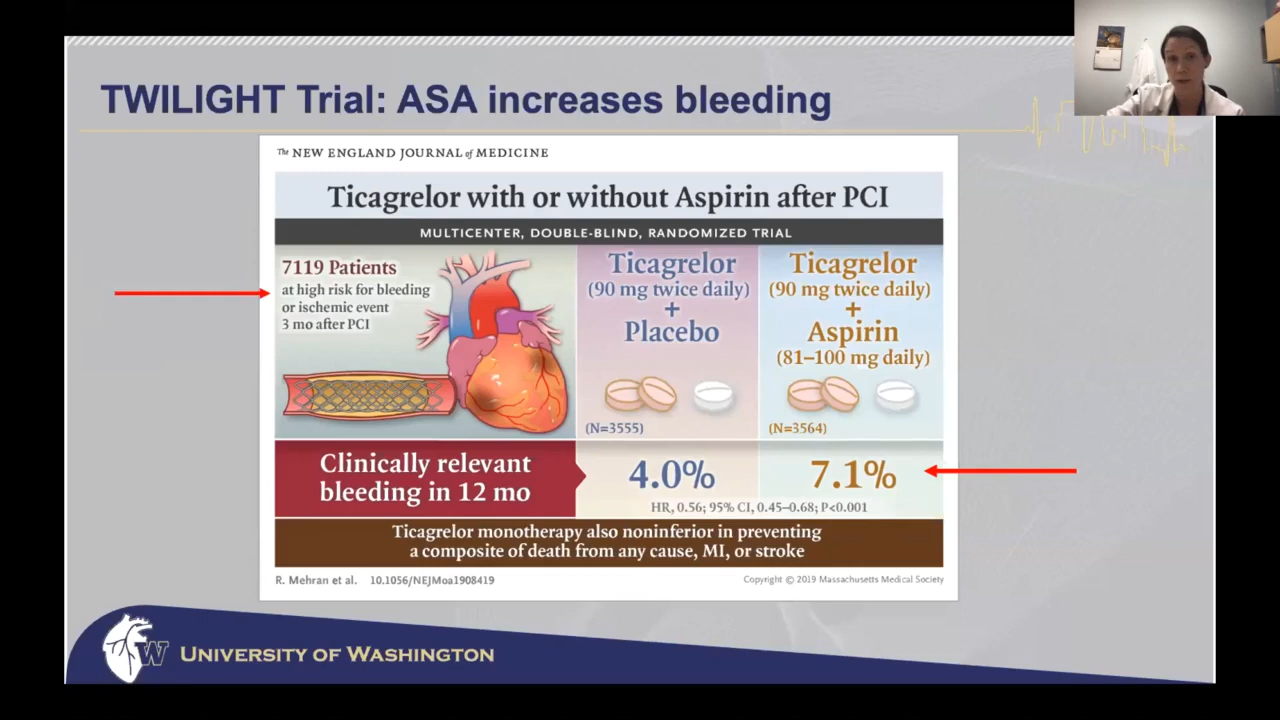 TWILIGHT Trial: ASA increases bleeding
The NEW ENGLAND JOURNAL of MEDICINE
Ticagrelor with or without Aspirin after PCI
MULTICENTER, DOUBLE-BLIND, RANDOMIZED TRIAL
7119 Patients
at high risk for bleeding
or ischemic event
3 mo after PCI
Ticagrelor
(90 mg twice daily)
+
Placebo
(N=3555)
Ticagrelor
(90 mg twice daily)
+
Aspirin
(81–100 mg daily)
(N=3564)
Clinically relevant
bleeding in 12 mo
4.0%
7.1%
HR, 0.56; 95% CI, 0.45–0.68; P<0.001
Ticagrelor monotherapy also noninferior in preventing
a composite of death from any cause, MI, or stroke
R. Mehran et al. 10.1056/NEJMoa1908419
Copyright © 2019 Massachusetts Medical Society
W
UNIVERSITY OF WASHINGTON